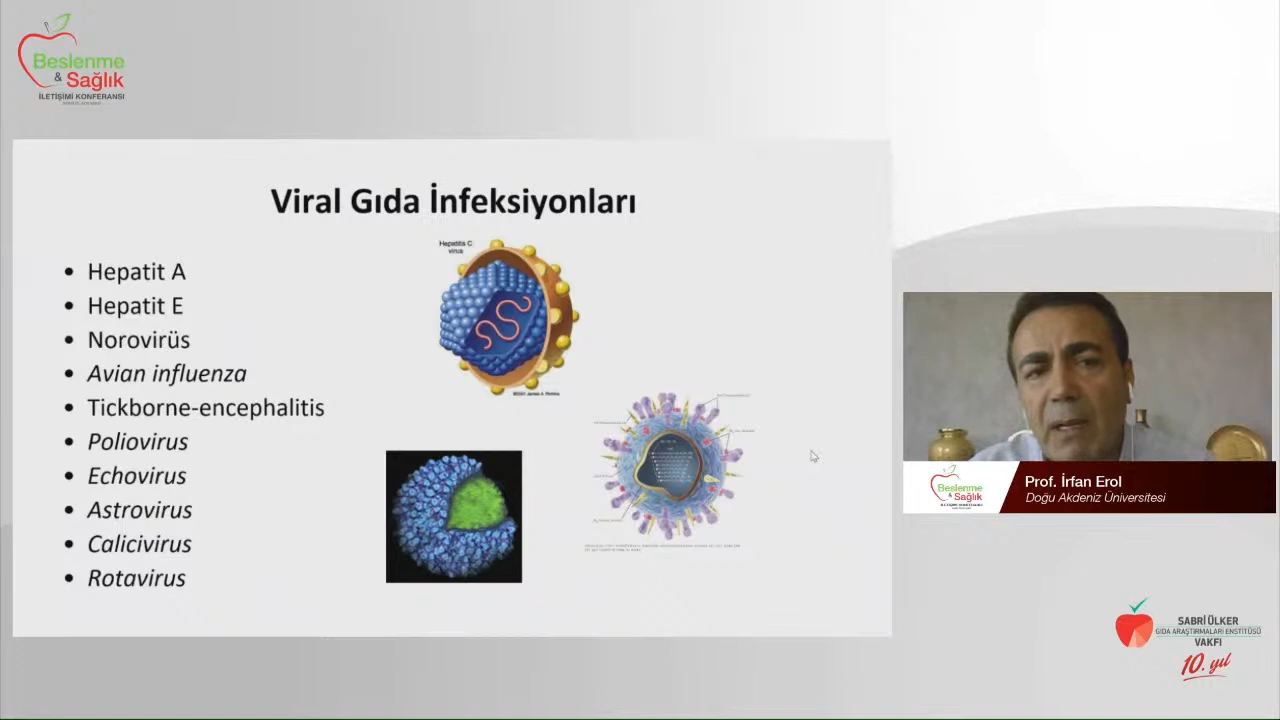 Beslenme
& Sağlık
İLETİŞİMİ KONFERANSI
Viral Gıda İnfeksiyonları
• Hepatit A
• Hepatit E
• Norovirüs
• Avian influenza
• Tickborne-encephalitis
• Poliovirus
• Echovirus
• Astrovirus
• Calicivirus
• Rotavirus
Hepatitis C
virus
Beslenme
& Sağlık
Prof. İrfan Erol
Doğu Akdeniz Üniversitesi
SABRİ ÜLKER
GIDA ARAŞTIRMALARI ENSTİTÜSÜ
VAKFI
10. yıl